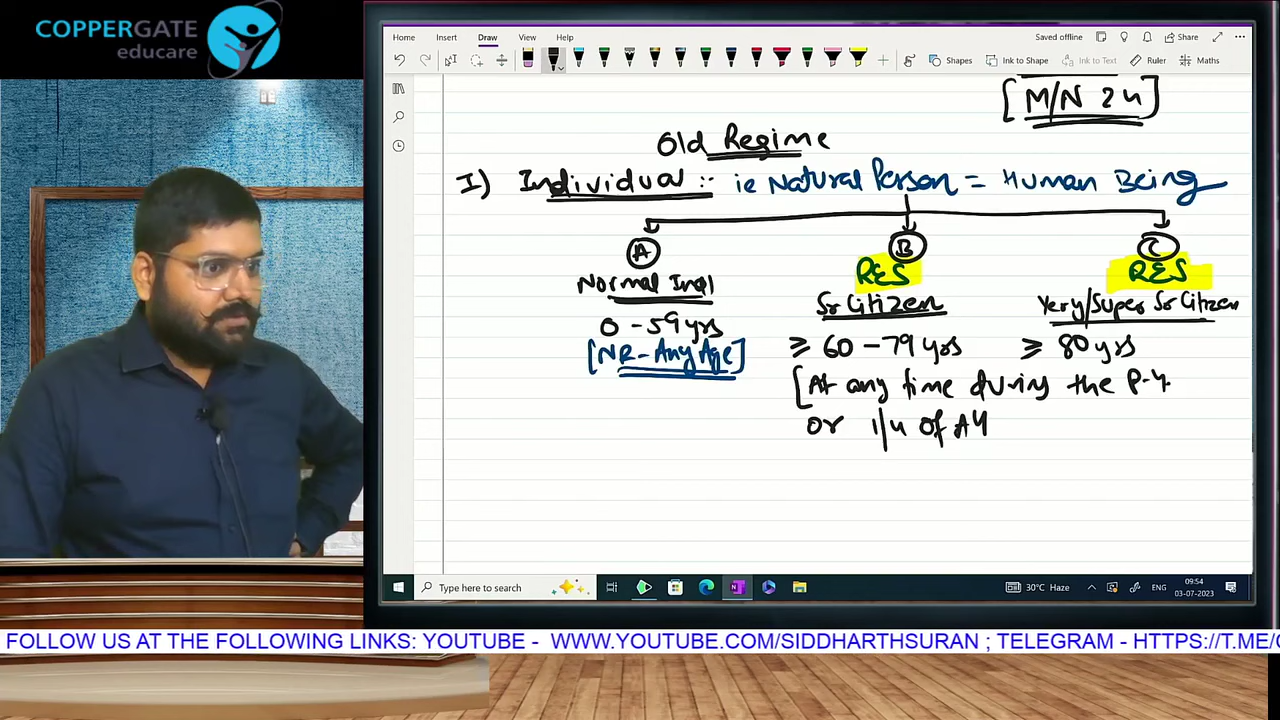 COPPERGATE
educare
Home Insert Draw View Help
Saved offline
Share
Shapes
Ink to Shape
Ink to Text
Ruler
Maths
[M/N 24]
Old Regime
I) Individual :- ie Natural Person = Human Being
A B C
RES RES
Normal Indl Sr Citizen Very/Super Sr Citizen
0 - 59 yrs ≥ 60 - 79 yrs ≥ 80 yrs
[NR - Any Age] [At any time during the P.Y.
or 1/4 of AY
Type here to search
30°C Haze
ENG
09:54
03-07-2023
FOLLOW US AT THE FOLLOWING LINKS: YOUTUBE - WWW.YOUTUBE.COM/SIDDHARTHSURAN ; TELEGRAM - HTTPS://T.ME/